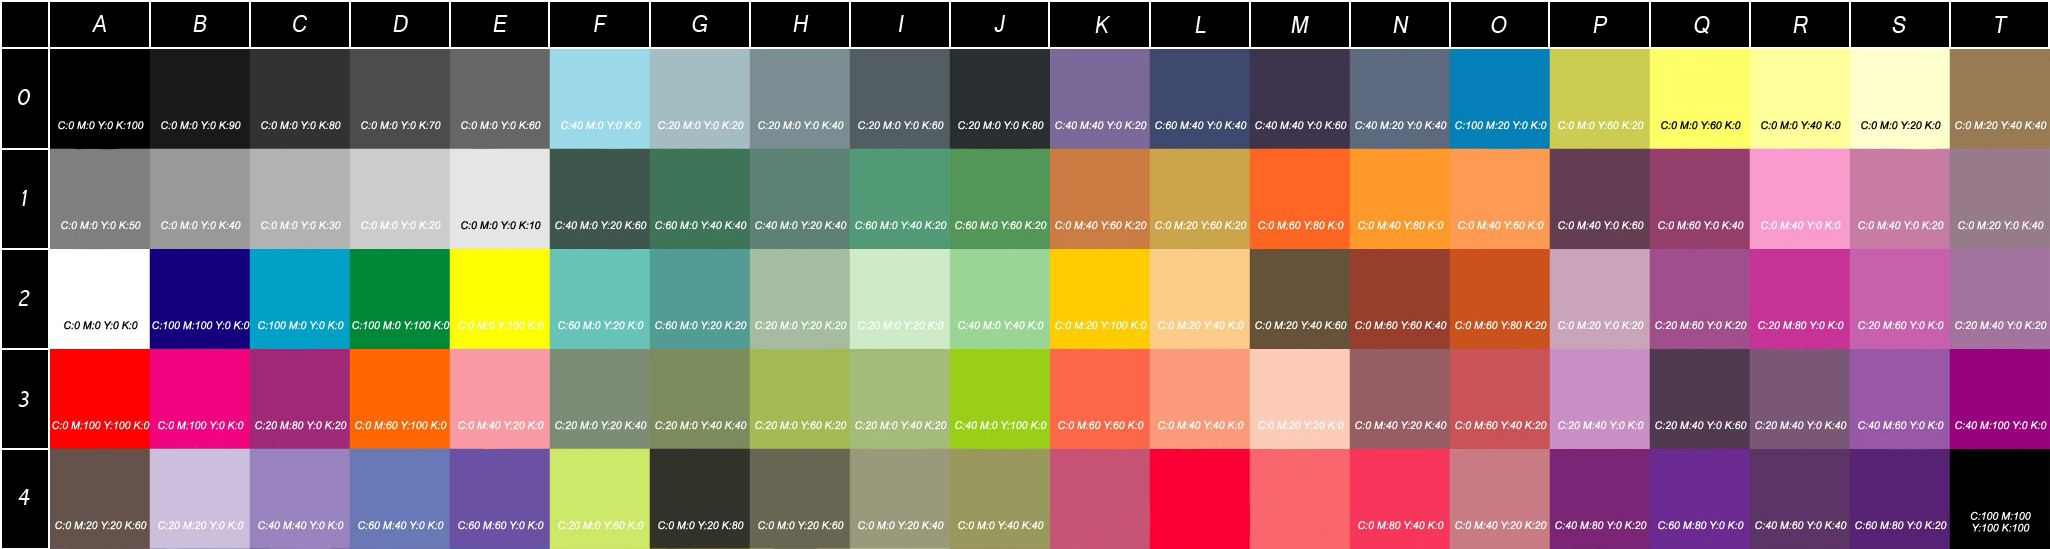 A B C D E F G H I J K L M N O P Q R S T
0
C:0 M:0 Y:0 K:100 C:0 M:0 Y:0 K:90 C:0 M:0 Y:0 K:80 C:0 M:0 Y:0 K:70 C:0 M:0 Y:0 K:60 C:40 M:0 Y:0 K:0 C:20 M:0 Y:0 K:20 C:20 M:0 Y:0 K:40 C:20 M:0 Y:0 K:60 C:20 M:0 Y:0 K:80 C:40 M:40 Y:0 K:20 C:60 M:40 Y:0 K:40 C:40 M:40 Y:0 K:60 C:40 M:20 Y:0 K:40 C:100 M:20 Y:0 K:0 C:0 M:0 Y:60 K:20 C:0 M:0 Y:60 K:0 C:0 M:0 Y:40 K:0 C:0 M:0 Y:20 K:0 C:0 M:20 Y:40 K:40
1
C:0 M:0 Y:0 K:50 C:0 M:0 Y:0 K:40 C:0 M:0 Y:0 K:30 C:0 M:0 Y:0 K:20 C:0 M:0 Y:0 K:10 C:40 M:0 Y:20 K:60 C:60 M:0 Y:40 K:40 C:40 M:0 Y:20 K:40 C:60 M:0 Y:40 K:20 C:60 M:0 Y:60 K:20 C:0 M:40 Y:60 K:20 C:0 M:20 Y:60 K:20 C:0 M:60 Y:80 K:0 C:0 M:40 Y:80 K:0 C:0 M:40 Y:60 K:0 C:0 M:40 Y:0 K:60 C:0 M:60 Y:0 K:40 C:0 M:40 Y:0 K:0 C:0 M:40 Y:0 K:20 C:0 M:20 Y:0 K:40
2
C:0 M:0 Y:0 K:0 C:100 M:100 Y:0 K:0 C:100 M:0 Y:0 K:0 C:100 M:0 Y:100 K:0 C:0 M:0 Y:100 K:0 C:60 M:0 Y:20 K:0 C:60 M:0 Y:20 K:20 C:20 M:0 Y:20 K:20 C:20 M:0 Y:20 K:0 C:40 M:0 Y:40 K:0 C:0 M:20 Y:100 K:0 C:0 M:20 Y:40 K:0 C:0 M:20 Y:40 K:60 C:0 M:60 Y:60 K:40 C:0 M:60 Y:80 K:20 C:0 M:20 Y:0 K:20 C:20 M:60 Y:0 K:20 C:20 M:80 Y:0 K:0 C:20 M:60 Y:0 K:0 C:20 M:40 Y:0 K:20
3
C:0 M:100 Y:100 K:0 C:0 M:100 Y:0 K:0 C:20 M:80 Y:0 K:20 C:0 M:60 Y:100 K:0 C:0 M:40 Y:20 K:0 C:20 M:0 Y:20 K:40 C:20 M:0 Y:40 K:40 C:20 M:0 Y:60 K:20 C:20 M:0 Y:40 K:20 C:40 M:0 Y:100 K:0 C:0 M:60 Y:60 K:0 C:0 M:40 Y:40 K:0 C:0 M:20 Y:20 K:0 C:0 M:40 Y:20 K:40 C:0 M:60 Y:40 K:20 C:20 M:40 Y:0 K:0 C:20 M:40 Y:0 K:60 C:20 M:40 Y:0 K:40 C:40 M:60 Y:0 K:0 C:40 M:100 Y:0 K:0
4
C:0 M:20 Y:20 K:60 C:20 M:20 Y:0 K:0 C:40 M:40 Y:0 K:0 C:60 M:40 Y:0 K:0 C:60 M:60 Y:0 K:0 C:20 M:0 Y:60 K:0 C:0 M:0 Y:20 K:80 C:0 M:0 Y:20 K:60 C:0 M:0 Y:20 K:40 C:0 M:0 Y:40 K:40 C:0 M:80 Y:40 K:0 C:0 M:40 Y:20 K:20 C:40 M:80 Y:0 K:20 C:60 M:80 Y:0 K:0 C:40 M:60 Y:0 K:40 C:60 M:80 Y:0 K:20 C:100 M:100
Y:100 K:100